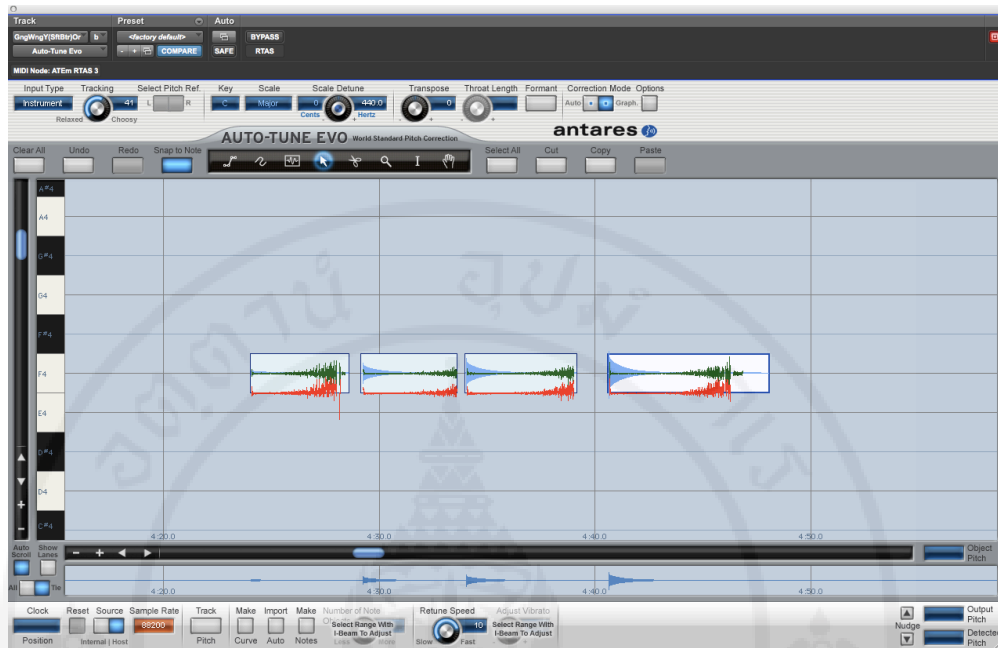 Track Preset Auto
GngWngY(SftBtr)Or b <factory default>
BYPASS
Auto-Tune Evo - + COMPARE SAFE RTAS
MIDI Node: ATEm RTAS 3
Input Type Tracking Select Pitch Ref. Key Scale Scale Detune Transpose Throat Length Formant Correction Mode Options
Instrument 41 L R C Major 0 440.0 0 Auto Graph.
Relaxed Choosy Cents - + Hertz - + - +
AUTO-TUNE EVO World Standard Pitch Correction
antares
Clear All Undo Redo Snap to Note Select All Cut Copy Paste
A#4
A4
G#4
G4
F#4
F4
E4
D#4
D4
C#4
4:20.0 4:30.0 4:40.0 4:50.0
Auto Scroll Show Lanes - + Object Pitch
All Tie 4:20.0 4:30.0 4:40.0 4:50.0
Clock Reset Source Sample Rate Track Make Import Make Number of Note Retune Speed Adjust Vibrato Output Pitch
88200 Select Range With I-Beam To Adjust 10 Select Range With I-Beam To Adjust Nudge
Position Internal | Host Pitch Curve Auto Notes Slow Fast Detected Pitch